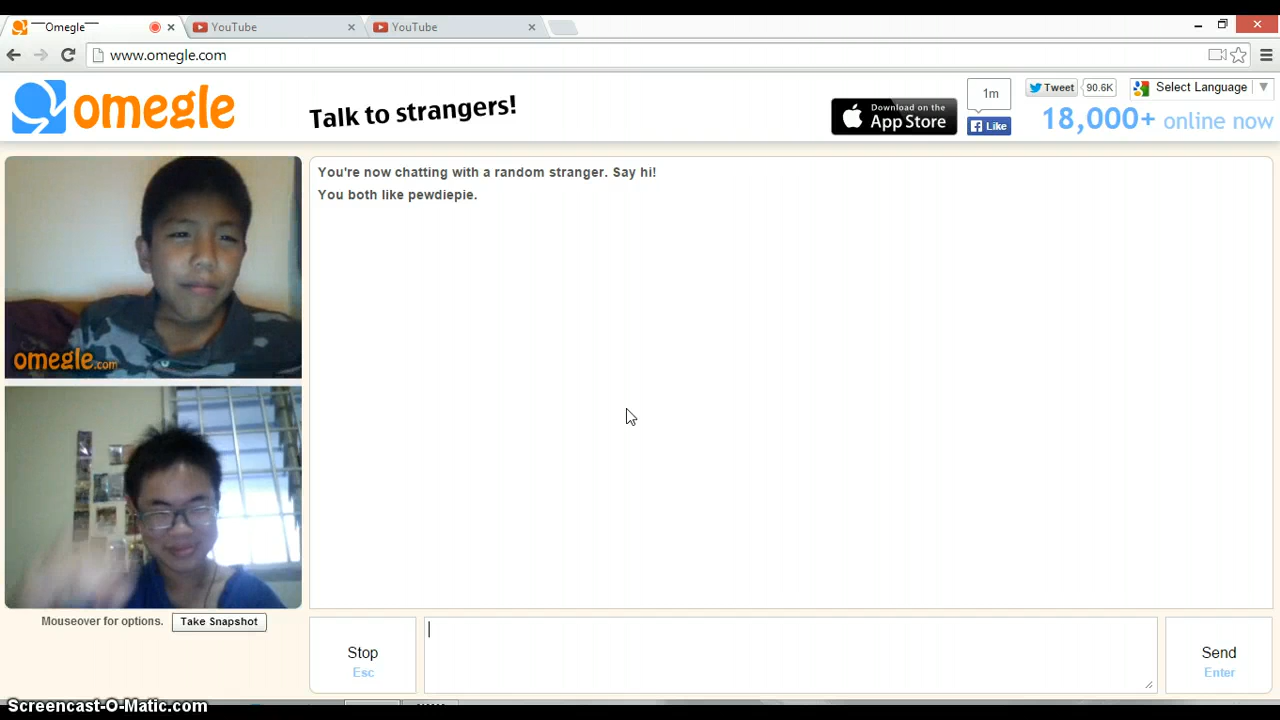 Omegle
YouTube
YouTube
www.omegle.com
omegle
Talk to strangers!
Download on the
App Store
1m
Like
Tweet
90.6K
Select Language
18,000+ online now
You're now chatting with a random stranger. Say hi!
You both like pewdiepie.
omegle.com
Mouseover for options.
Take Snapshot
Stop
Esc
Send
Enter
Screencast-O-Matic.com